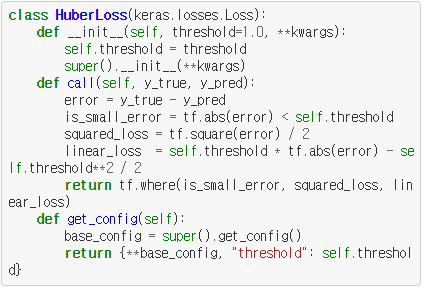 class HuberLoss(keras.losses.Loss):
    def __init__(self, threshold=1.0, **kwargs):
        self.threshold = threshold
        super().__init__(**kwargs)
    def call(self, y_true, y_pred):
        error = y_true - y_pred
        is_small_error = tf.abs(error) < self.threshold
        squared_loss = tf.square(error) / 2
        linear_loss  = self.threshold * tf.abs(error) - se
lf.threshold**2 / 2
        return tf.where(is_small_error, squared_loss, lin
ear_loss)
    def get_config(self):
        base_config = super().get_config()
        return {**base_config, "threshold": self.threshol
d}